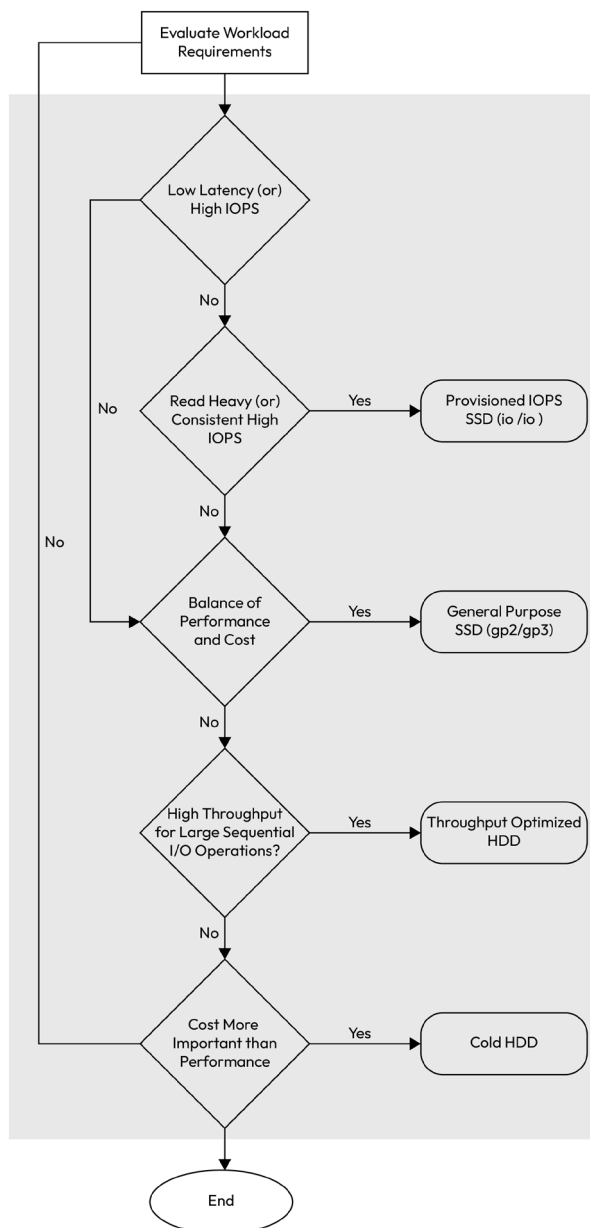 Evaluate Workload
Requirements
Low Latency (or)
High IOPS
No
Read Heavy (or)
Consistent High
IOPS
Yes
Provisioned IOPS
SSD (io /io )
No
No
No
Balance of
Performance
and Cost
Yes
General Purpose
SSD (gp2/gp3)
No
High Throughput
for Large Sequential
I/O Operations?
Yes
Throughput Optimized
HDD
No
Cost More
Important than
Performance
Yes
Cold HDD
End